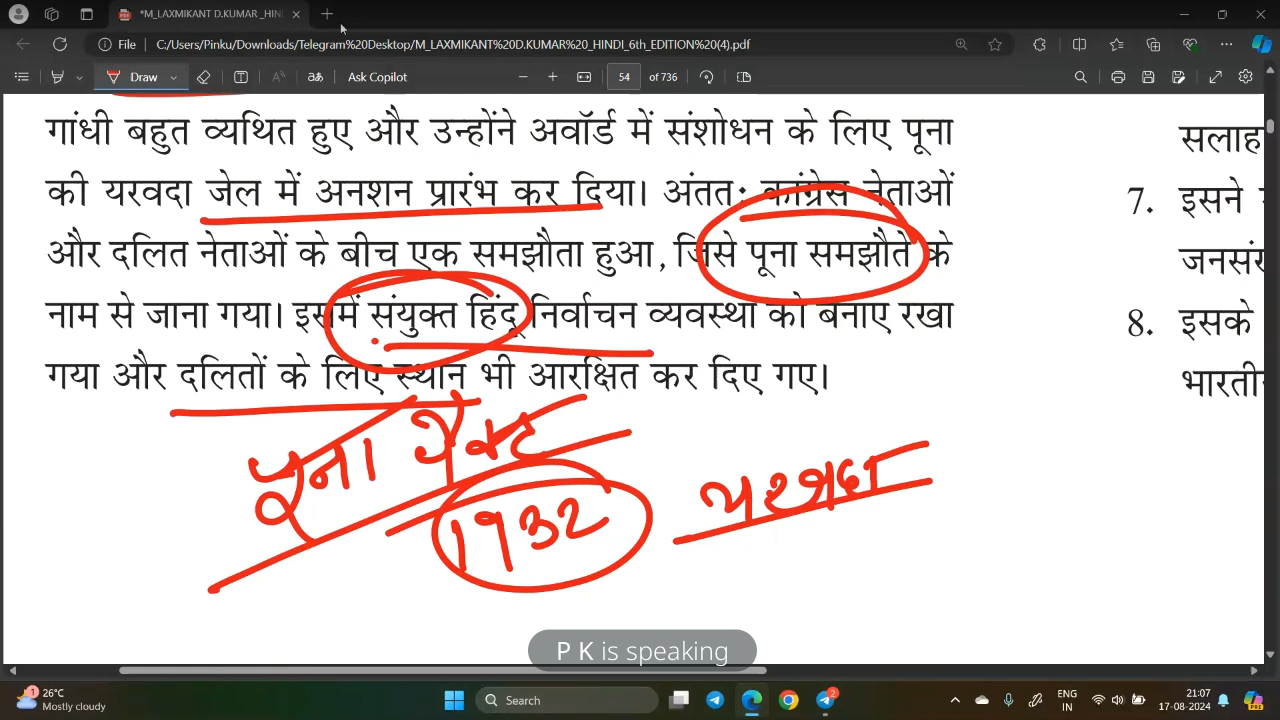 *M_LAXMIKANT D.KUMAR _HIN
File C:/Users/Pinku/Downloads/Telegram%20Desktop/M_LAXMIKANT%20D.KUMAR%20_HINDI_6th_EDITION%20(4).pdf
Draw Ask Copilot 54 of 736
गांधी बहुत व्यथित हुए और उन्होंने अवॉर्ड में संशोधन के लिए पूना
की यरवदा जेल में अनशन प्रारंभ कर दिया। अंततः कांग्रेस नेताओं
और दलित नेताओं के बीच एक समझौता हुआ, जिसे पूना समझौते के
नाम से जाना गया। इसमें संयुक्त हिंदू निर्वाचन व्यवस्था को बनाए रखा
गया और दलितों के लिए स्थान भी आरक्षित कर दिए गए।
सलाह
7. इसने
जनसं
8. इसके
भारती
पूना पैक्ट
1932
यरवदा
P K is speaking
26°C
Mostly cloudy
Search
ENG
IN
21:07
17-08-2024